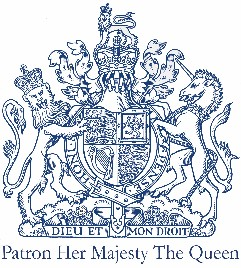 DIEU ET MON DROIT
Patron Her Majesty The Queen